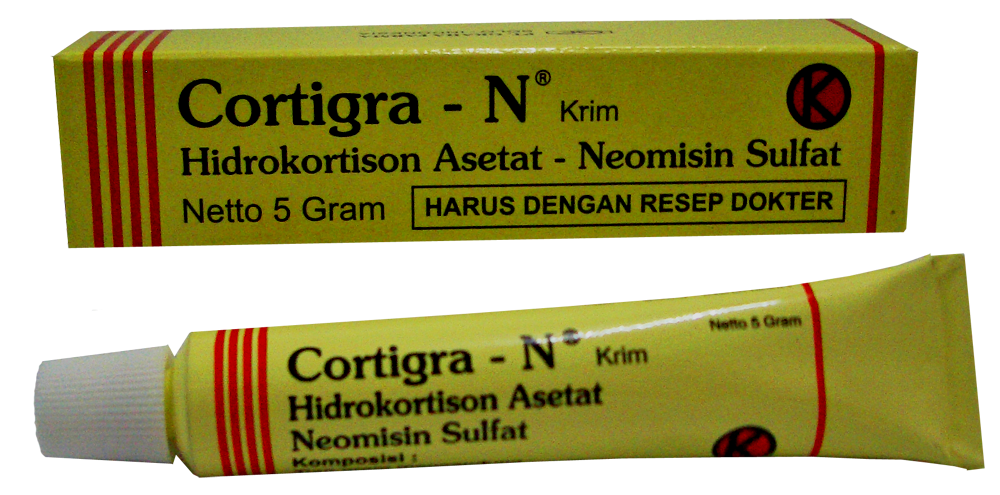 Cortigra - N® Krim
Hidrokortison Asetat - Neomisin Sulfat
Netto 5 Gram
HARUS DENGAN RESEP DOKTER
K
Netto 5 Gram
Cortigra - N® Krim
Hidrokortison Asetat
Neomisin Sulfat
Komposisi :
K